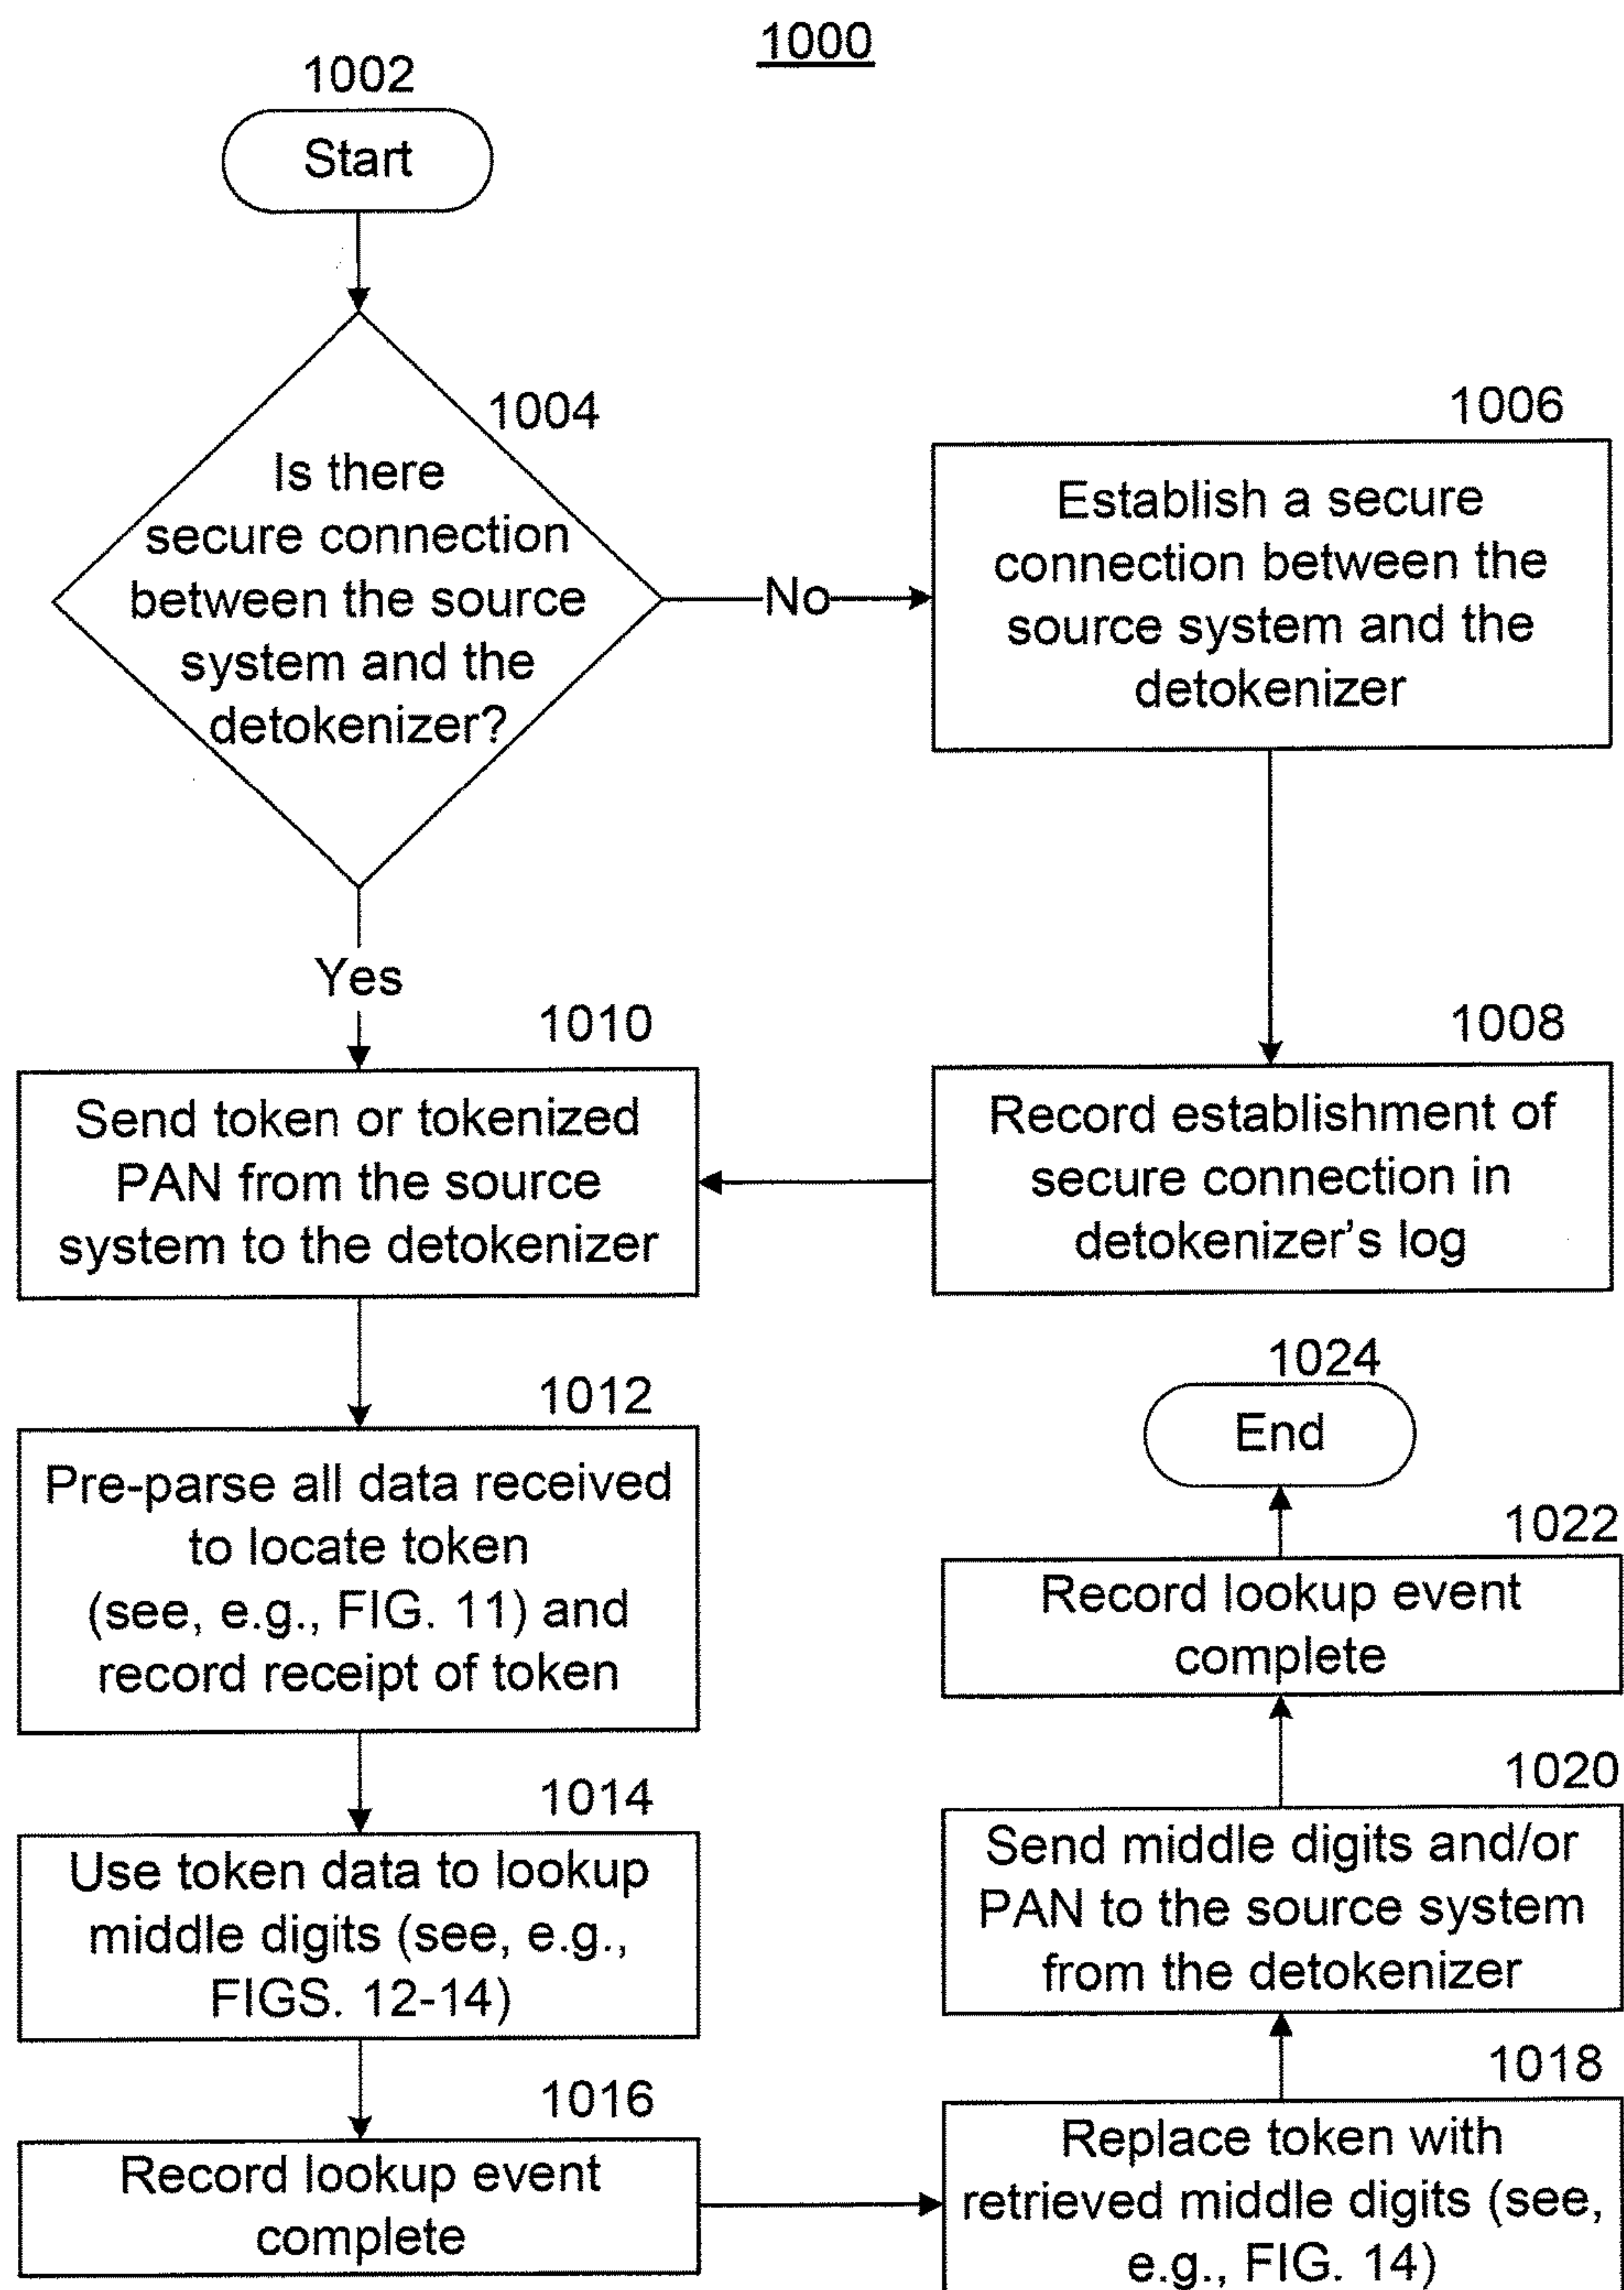 1000
1002
Start
1004
Is there
secure connection
between the source
system and the
detokenizer?
No
1006
Establish a secure
connection between the
source system and the
detokenizer
Yes
1008
Record establishment of
secure connection in
detokenizer's log
1010
Send token or tokenized
PAN from the source
system to the detokenizer
1012
Pre-parse all data received
to locate token
(see, e.g., FIG. 11) and
record receipt of token
1014
Use token data to lookup
middle digits (see, e.g.,
FIGS. 12-14)
1016
Record lookup event
complete
1018
Replace token with
retrieved middle digits (see,
e.g., FIG. 14)
1020
Send middle digits and/or
PAN to the source system
from the detokenizer
1022
Record lookup event
complete
1024
End